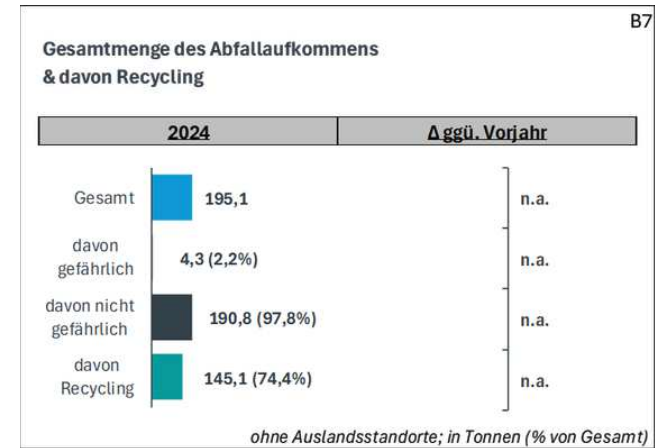 B7
Gesamtmenge des Abfallaufkommens
& davon Recycling
2024 Δ ggü. Vorjahr
Gesamt 195,1 n.a.
davon
gefährlich 4,3 (2,2%) n.a.
davon nicht
gefährlich 190,8 (97,8%) n.a.
davon
Recycling 145,1 (74,4%) n.a.
ohne Auslandsstandorte; in Tonnen (% von Gesamt)